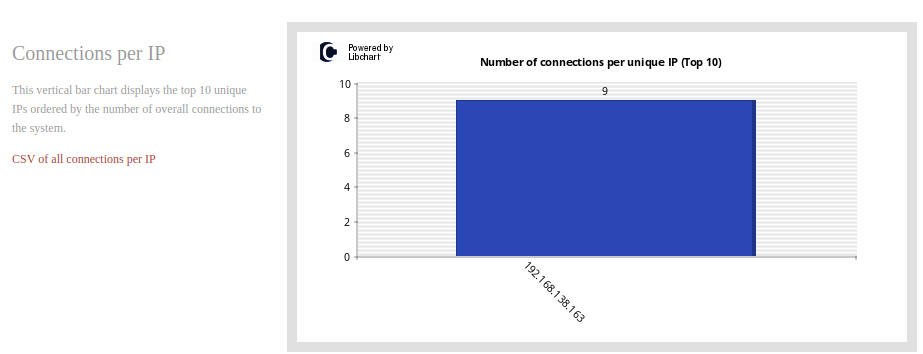 Connections per IP
This vertical bar chart displays the top 10 unique
IPs ordered by the number of overall connections to
the system.
CSV of all connections per IP
Powered by
Libchart
Number of connections per unique IP (Top 10)
10
9
8
6
4
2
0
192.168.138.163